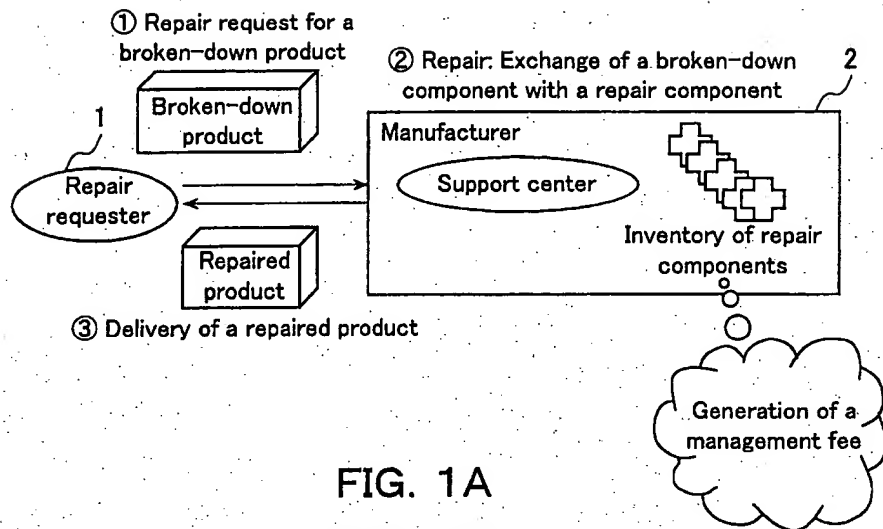 ① Repair request for a
broken-down product
② Repair: Exchange of a broken-down
component with a repair component
2
1
Broken-down
product
Manufacturer
Repair
requester
Support center
Inventory of repair
components
Repaired
product
③ Delivery of a repaired product
Generation of a
management fee
FIG. 1A